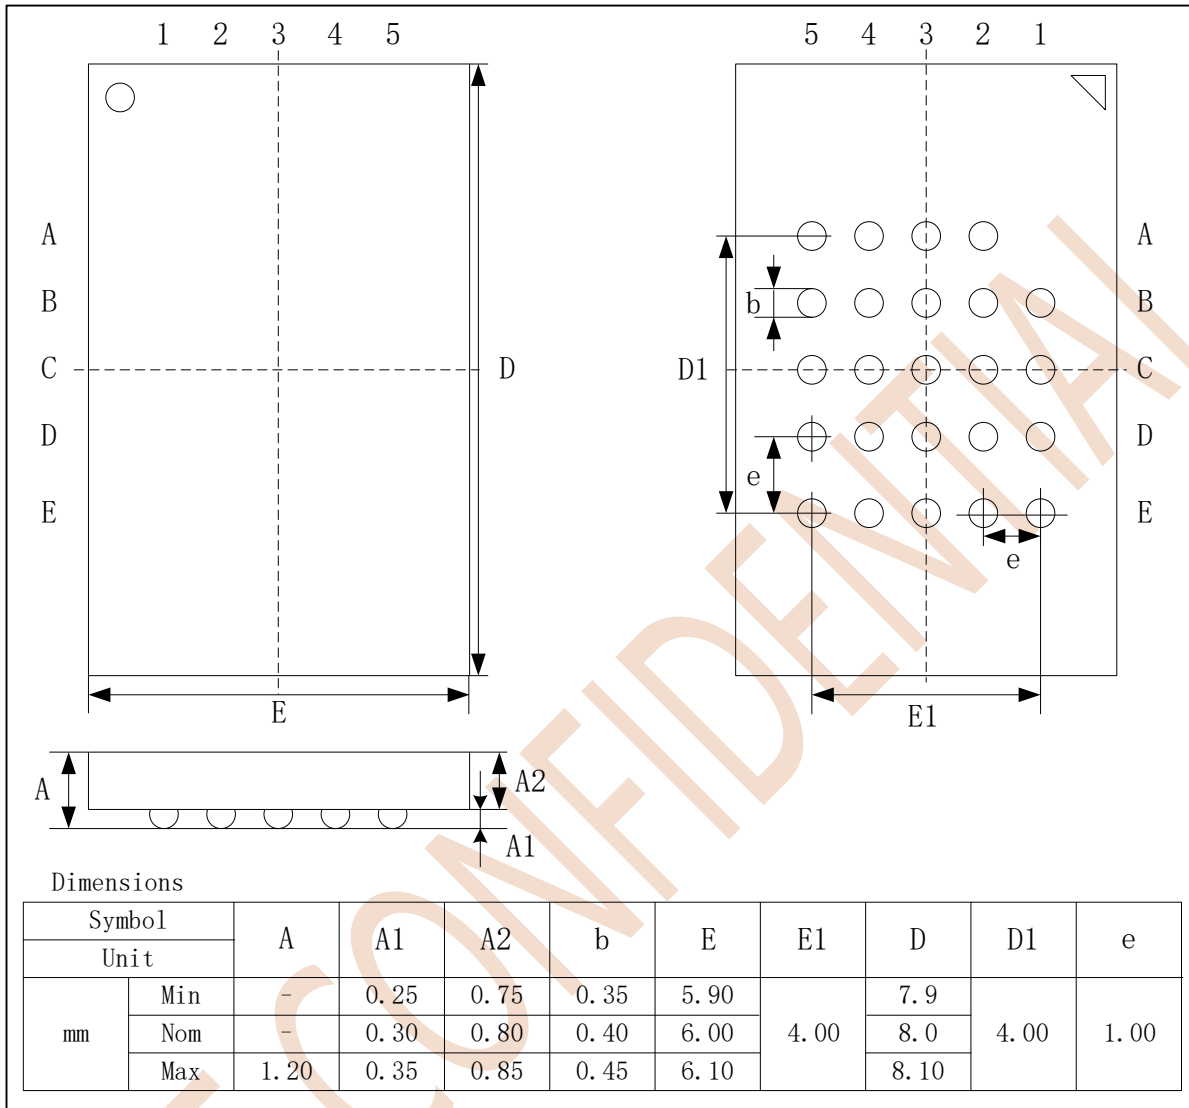 1 2 3 4 5
5 4 3 2 1
A
B
C
D
E
D
E
A
B
C
D
E
b
D1
e
e
E1
A
A2
A1
Dimensions
Symbol A A1 A2 b E E1 D D1 e
Unit
mm
Min - 0.25 0.75 0.35 5.90 7.9
Nom - 0.30 0.80 0.40 6.00 4.00 8.0 4.00 1.00
Max 1.20 0.35 0.85 0.45 6.10 8.10
CONFIDENTIAL